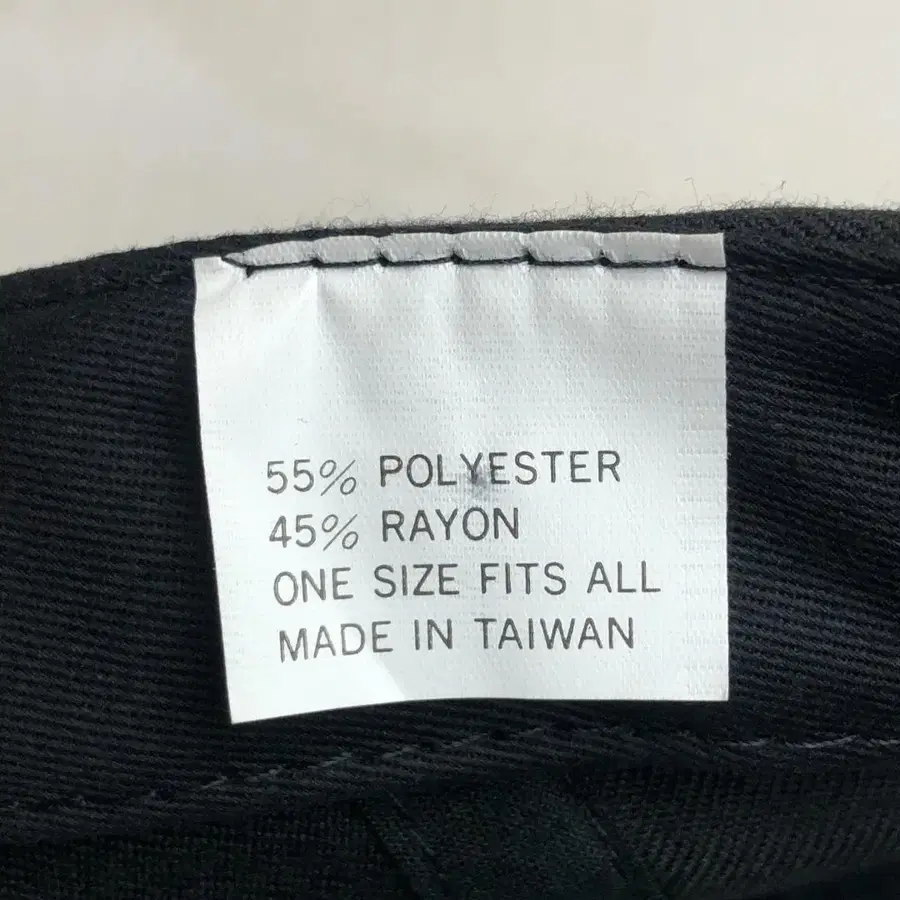 55% POLYESTER
45% RAYON
ONE SIZE FITS ALL
MADE IN TAIWAN